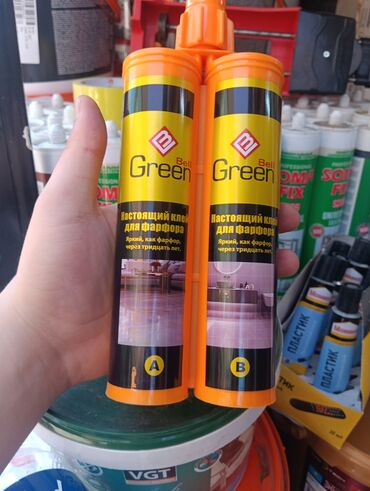 Bell
Green
Настоящий клей
для фарфора
Яркий, как фарфор,
через тридцать лет.
A
Bell
Green
Настоящий клей
для фарфора
Яркий, как фарфор,
через тридцать лет.
B
PROFESSIONAL
SOMA
FIX
ПЛАСТИК
ПЛАСТИК
VGT